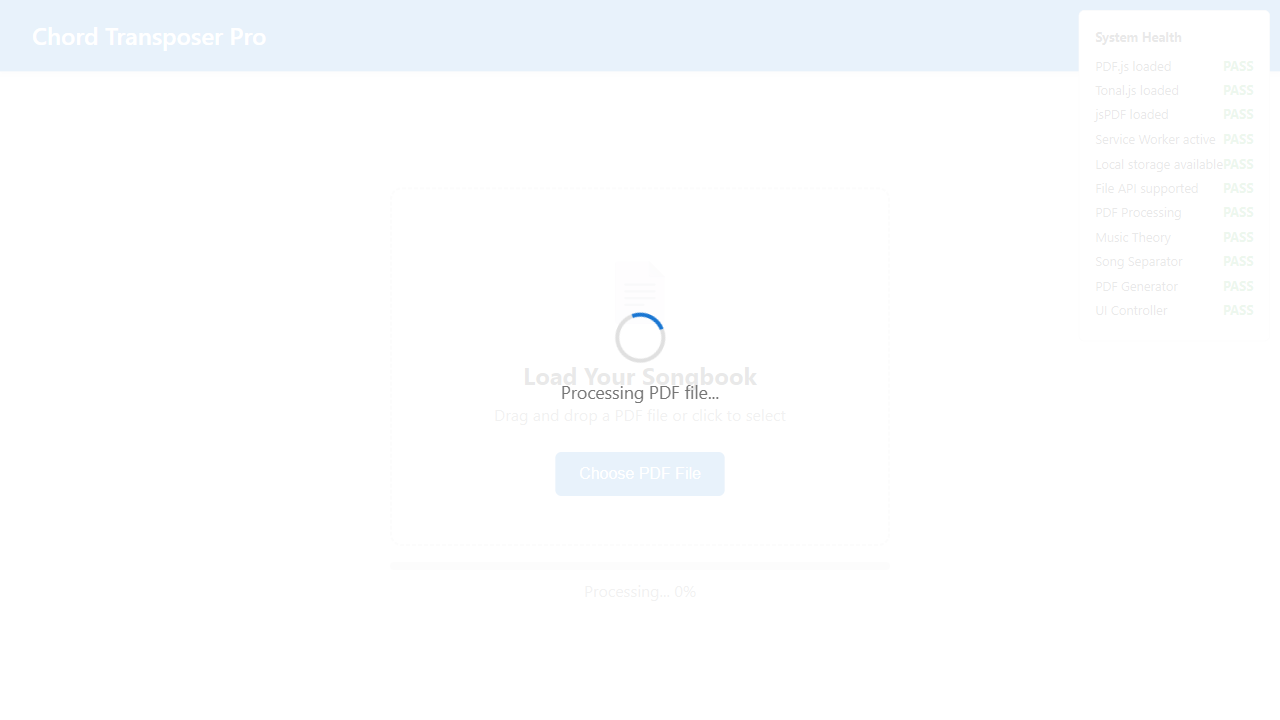 Chord Transposer Pro
System Health
PDF.js loaded PASS
Tonal.js loaded PASS
jsPDF loaded PASS
Service Worker active PASS
Local storage available PASS
File API supported PASS
PDF Processing PASS
Music Theory PASS
Song Separator PASS
PDF Generator PASS
UI Controller PASS
Load Your Songbook
Processing PDF file...
Drag and drop a PDF file or click to select
Choose PDF File
Processing... 0%